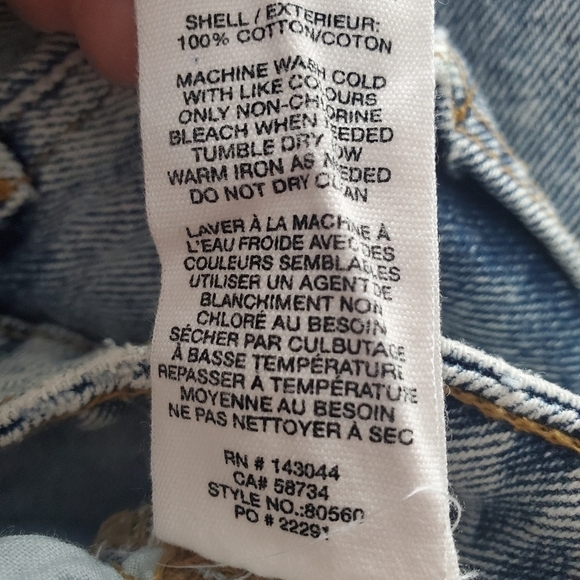 SHELL / EXTERIEUR:
100% COTTON/COTON
MACHINE WASH COLD
WITH LIKE COLOURS
ONLY NON-CHLORINE
BLEACH WHEN NEEDED
TUMBLE DRY LOW
WARM IRON AS NEEDED
DO NOT DRY CLEAN
LAVER À LA MACHINE À
L'EAU FROIDE AVEC DES
COULEURS SEMBLABLES
UTILISER UN AGENT DE
BLANCHIMENT NON
CHLORÉ AU BESOIN
SÉCHER PAR CULBUTAGE
À BASSE TEMPÉRATURE
REPASSER À TEMPÉRATURE
MOYENNE AU BESOIN
NE PAS NETTOYER À SEC
RN # 143044
CA# 58734
STYLE NO.:80560
PO # 22291